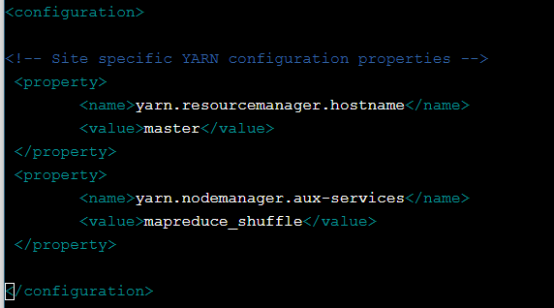 <configuration>
<!-- Site specific YARN configuration properties -->
<property>
<name>yarn.resourcemanager.hostname</name>
<value>master</value>
</property>
<property>
<name>yarn.nodemanager.aux-services</name>
<value>mapreduce_shuffle</value>
</property>
</configuration>